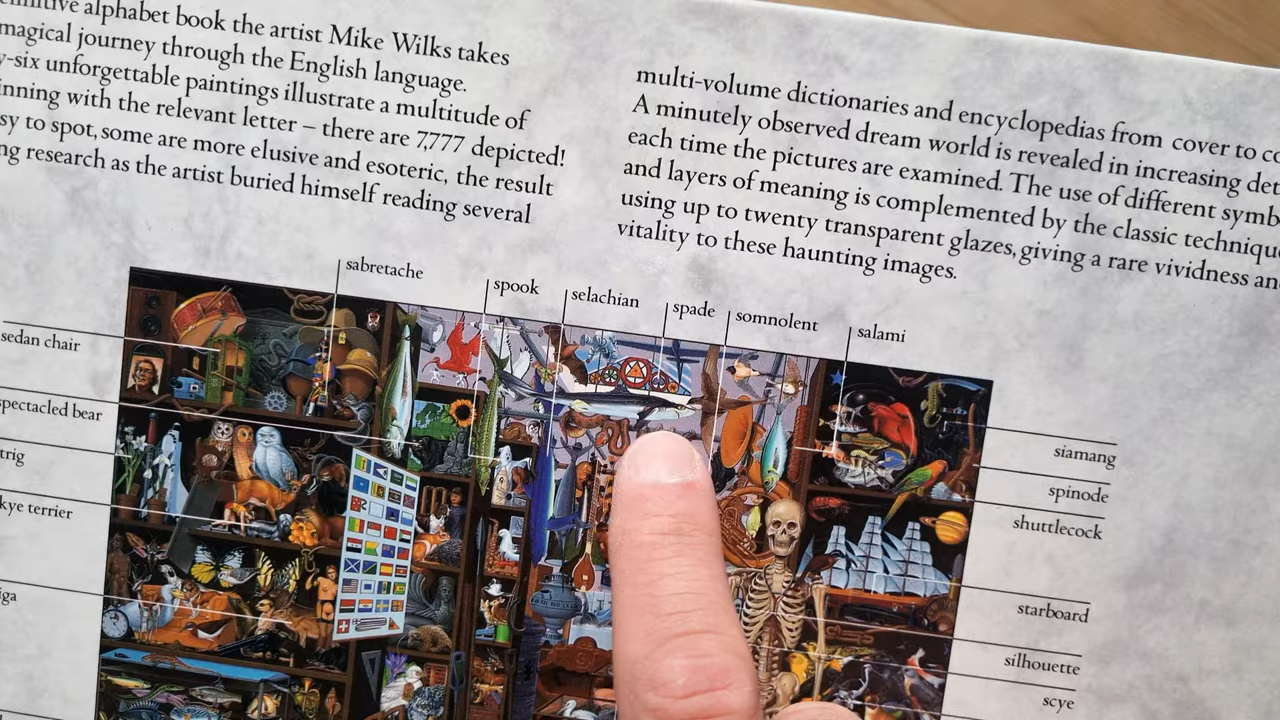 alphabet book the artist Mike Wilks takes
magical journey through the English language.
-six unforgettable paintings illustrate a multitude of
with the relevant letter – there are 7,777 depicted!
to spot, some are more elusive and esoteric, the result
research as the artist buried himself reading several
multi-volume dictionaries and encyclopedias from cover to
A minutely observed dream world is revealed in increasing
each time the pictures are examined. The use of different
and layers of meaning is complemented by the classic
using up to twenty transparent glazes, giving a rare vividness
vitality to these haunting images.
sabretache
spook
selachian
spade
somnolent
salami
sedan chair
spectacled bear
terrier
siamang
spinode
shuttlecock
starboard
silhouette
scye